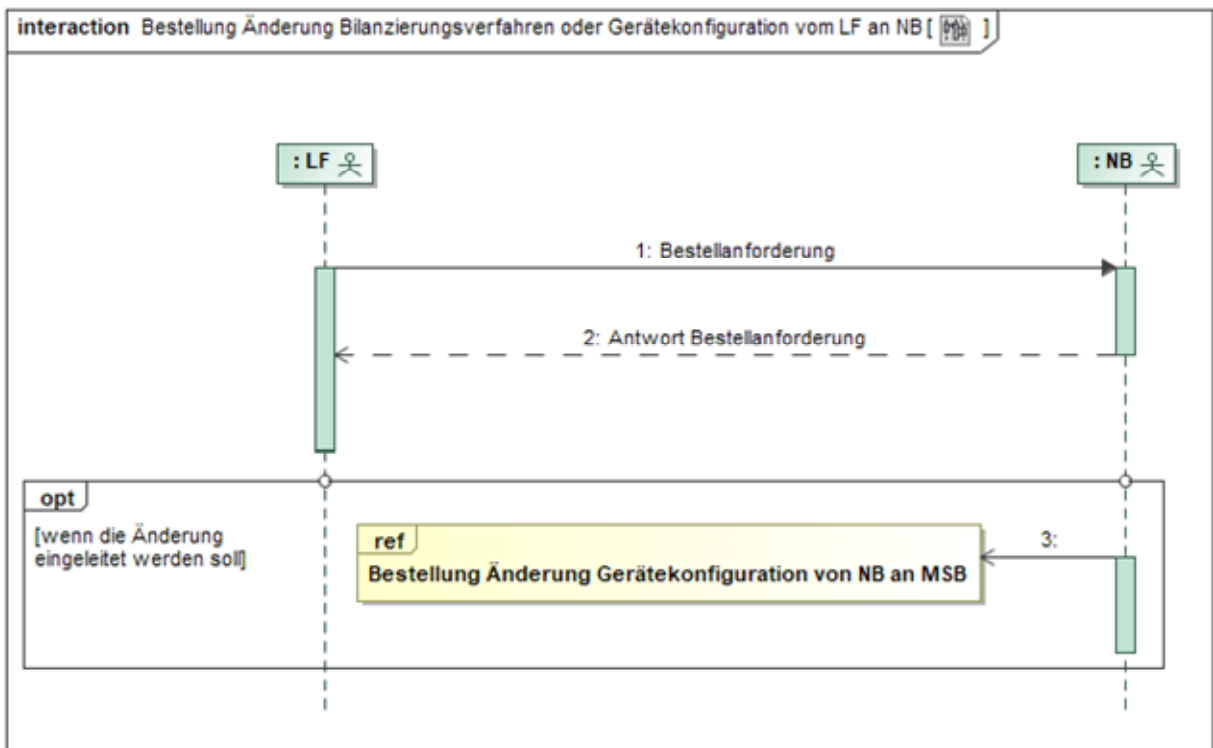 interaction Bestellung Änderung Bilanzierungsverfahren oder Gerätekonfiguration vom LF an NB [ ]
: LF
: NB
1: Bestellanforderung
2: Antwort Bestellanforderung
opt
[wenn die Änderung
eingeleitet werden soll]
ref
3:
Bestellung Änderung Gerätekonfiguration von NB an MSB